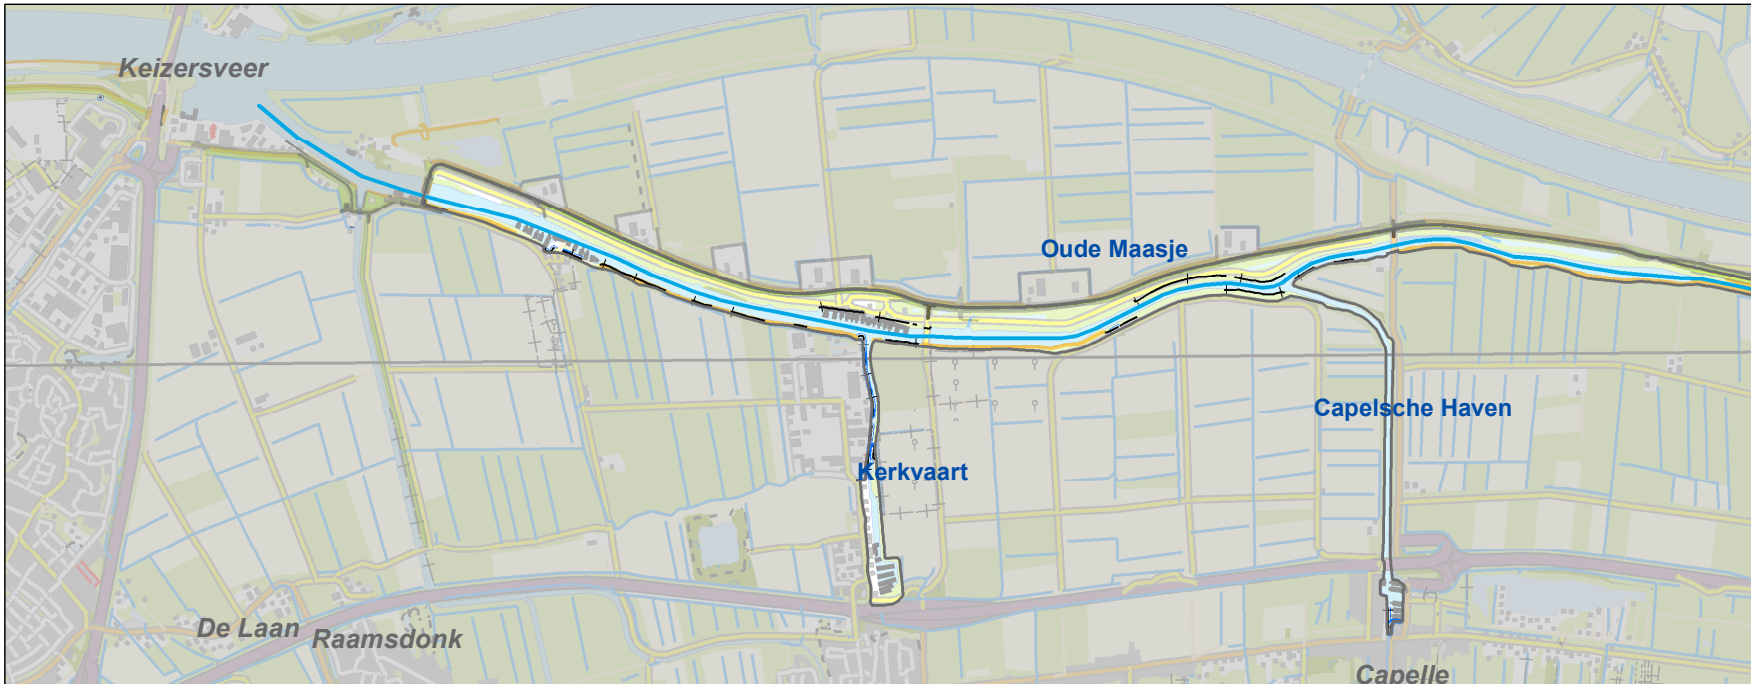 Keizersveer
Oude Maasje
Capelsche Haven
Kerkvaart
De Laan
Raamsdonk
Capelle